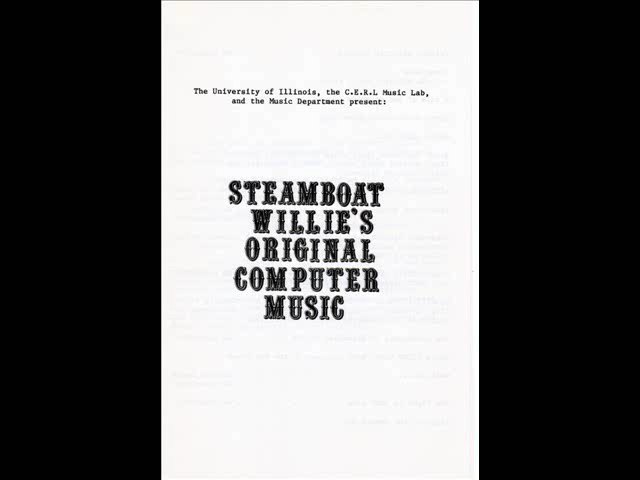 The University of Illinois, the C.E.R.L Music Lab,
and the Music Department present:
STEAMBOAT
WILLIE'S
ORIGINAL
COMPUTER
MUSIC